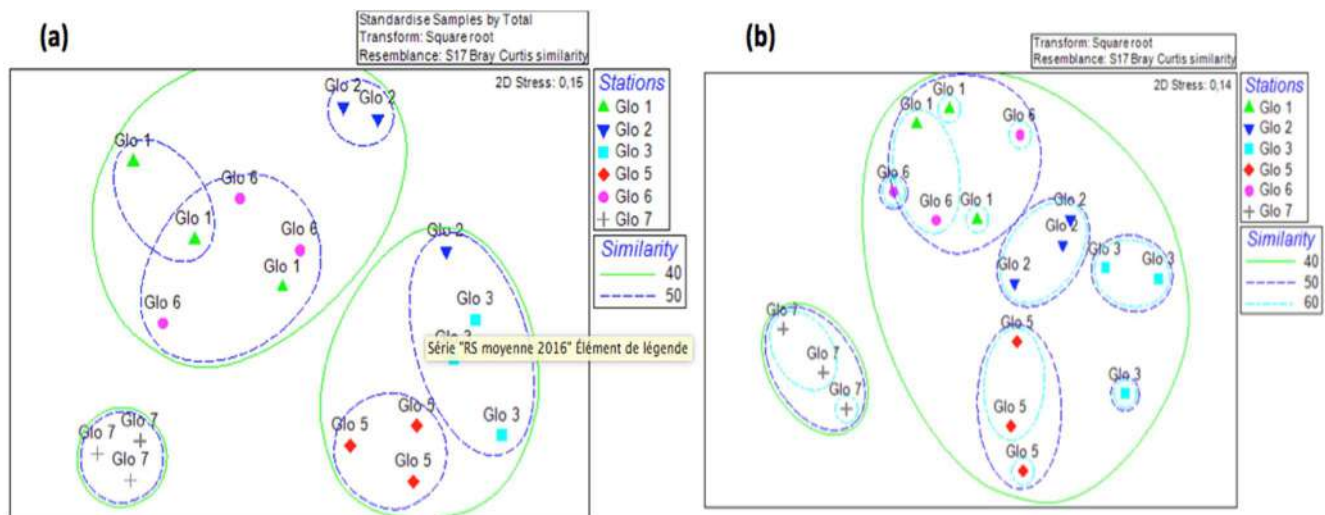 (a)
Standardise Samples by Total
Transform: Square root
Resemblance: S17 Bray Curtis similarity
2D Stress: 0,15
Glo 2
Glo 2
Glo 1
Glo 6
Glo 1
Glo 6
Glo 1
Glo 6
Glo 2
Glo 3
Série "RS moyenne 2016" Élément de légende
Glo 3
Glo 5
Glo 5
Glo 5
Glo 7
Glo 7
Glo 7
Stations
Glo 1
Glo 2
Glo 3
Glo 5
Glo 6
Glo 7
Similarity
40
50
(b)
Transform: Square root
Resemblance: S17 Bray Curtis similarity
2D Stress: 0,14
Glo 1
Glo 1
Glo 6
Glo 6
Glo 6
Glo 1
Glo 2
Glo 2
Glo 2
Glo 3
Glo 3
Glo 7
Glo 7
Glo 7
Glo 5
Glo 3
Glo 5
Glo 5
Stations
Glo 1
Glo 2
Glo 3
Glo 5
Glo 6
Glo 7
Similarity
40
50
60